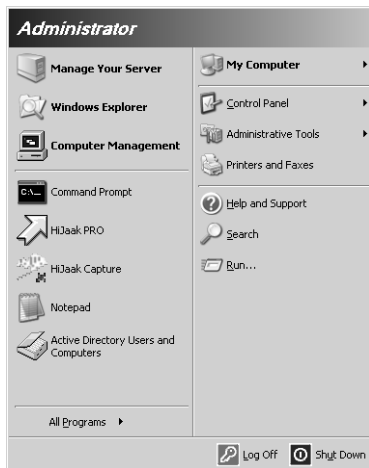 Administrator
Manage Your Server
Windows Explorer
Computer Management
C:\_
Command Prompt
HiJaak PRO
HiJaak Capture
Notepad
Active Directory Users and
Computers
All Programs
My Computer
Control Panel
Administrative Tools
Printers and Faxes
Help and Support
Search
Run...
Log Off
Shut Down